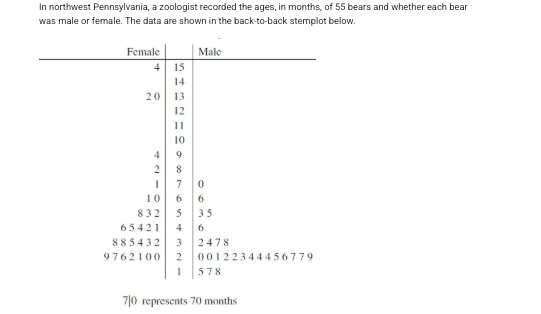 In northwest Pennsylvania, a zoologist recorded the ages, in months, of 55 bears and whether each bear
was male or female. The data are shown in the back-to-back stemplot below.
Female Male
4 15
14
2 0 13
12
11
10
4 9
2 8
1 7 0
1 0 6 6
8 3 2 5 3 5
6 5 4 2 1 4 6
8 8 5 4 3 2 3 2 4 7 8
9 7 6 2 1 0 0 2 0 0 1 2 2 3 4 4 4 5 6 7 7 9
1 5 7 8
7|0 represents 70 months